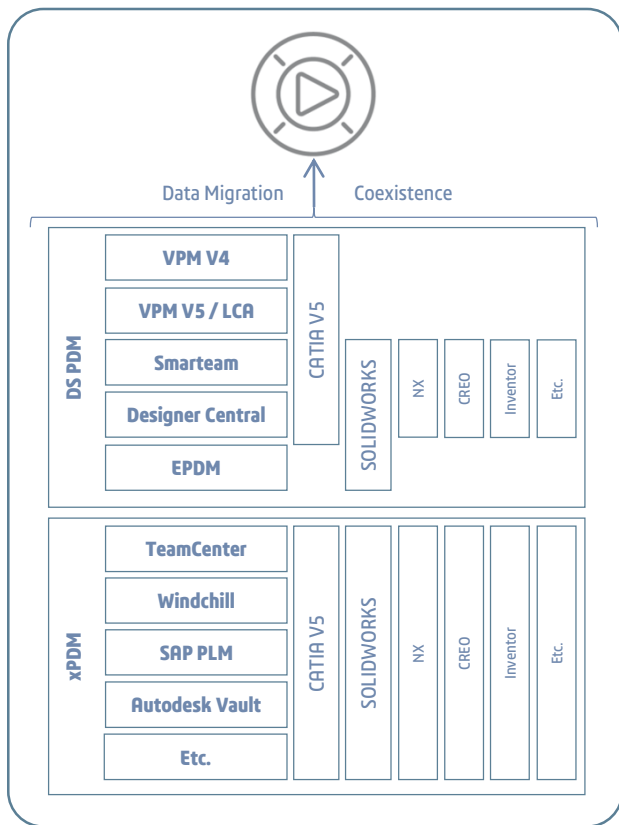 Data Migration
Coexistence
DS PDM
VPM V4
VPM V5 / LCA
Smarteam
Designer Central
EPDM
CATIA V5
SOLIDWORKS
NX
CREO
Inventor
Etc.
xPDM
TeamCenter
Windchill
SAP PLM
Autodesk Vault
Etc.
CATIA V5
SOLIDWORKS
NX
CREO
Inventor
Etc.